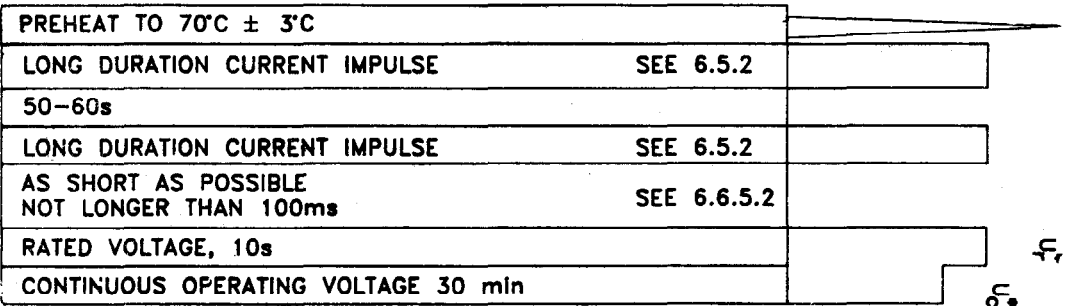 PREHEAT TO 70°C ± 3°C
LONG DURATION CURRENT IMPULSE SEE 6.5.2
50-60s
LONG DURATION CURRENT IMPULSE SEE 6.5.2
AS SHORT AS POSSIBLE
NOT LONGER THAN 100ms SEE 6.6.5.2
RATED VOLTAGE, 10s
CONTINUOUS OPERATING VOLTAGE 30 min